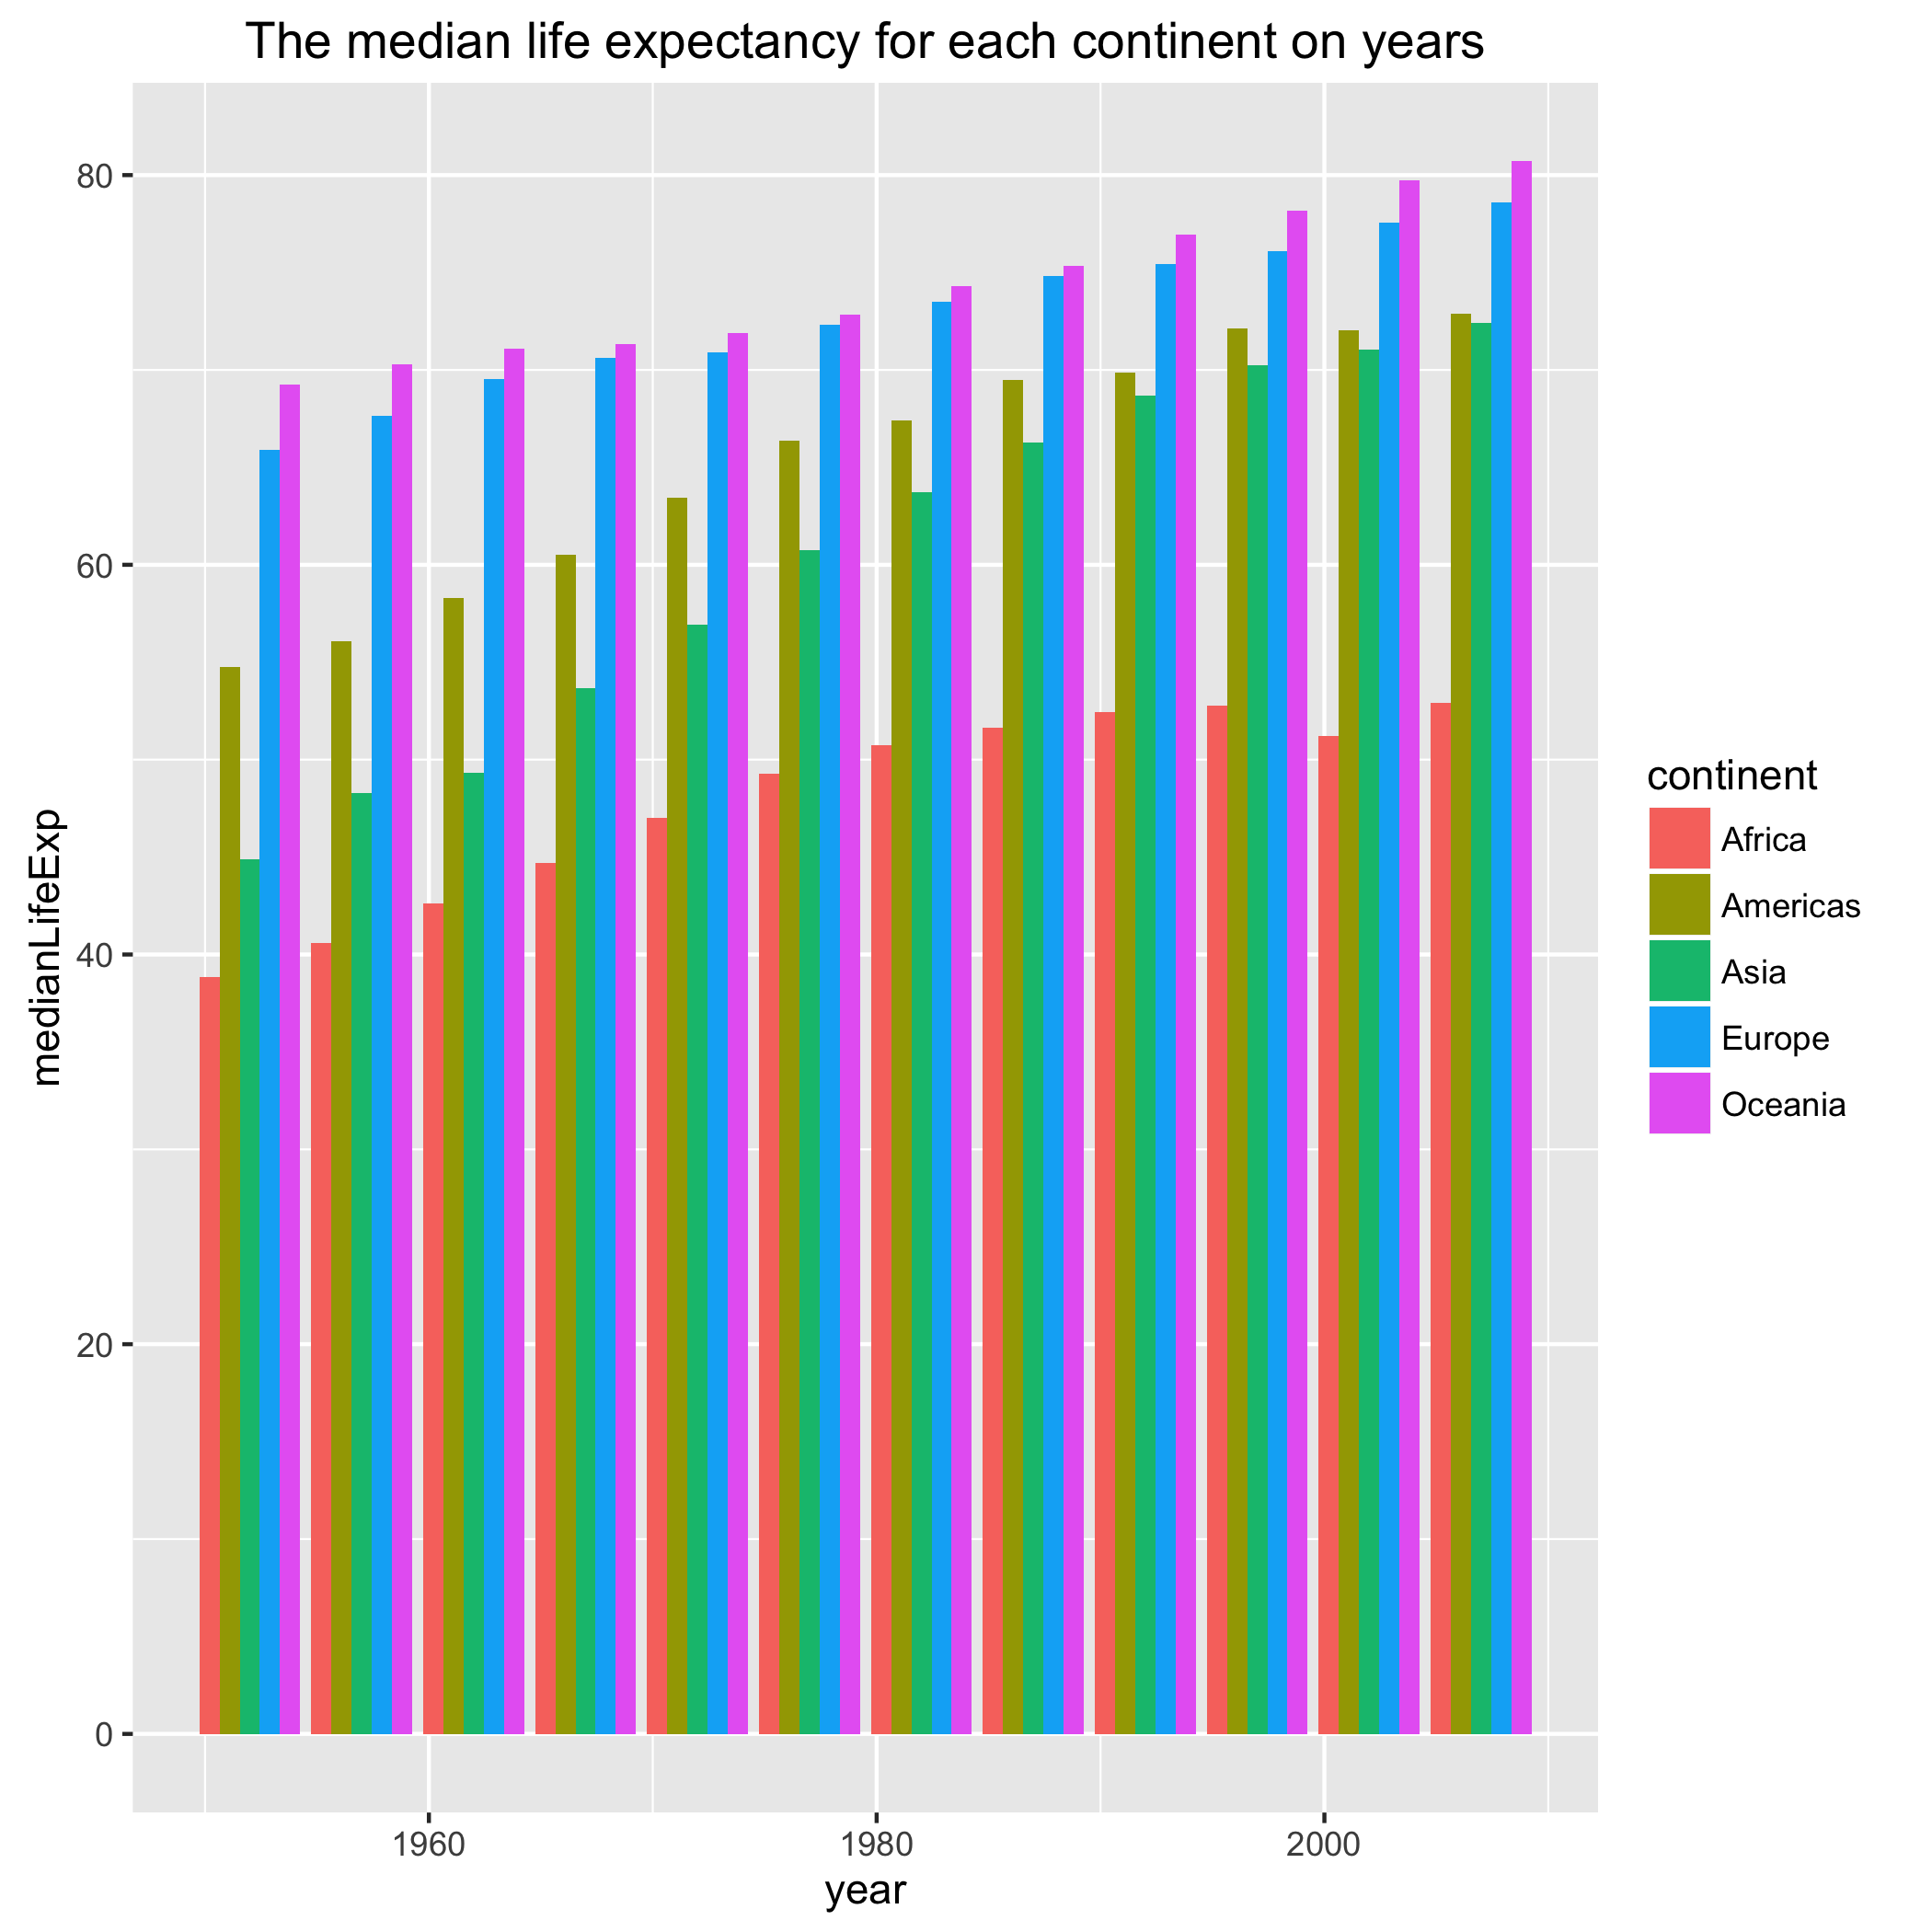 The median life expectancy for each continent on years
medianLifeExp
80
60
40
20
0
1960
1980
2000
year
continent
Africa
Americas
Asia
Europe
Oceania